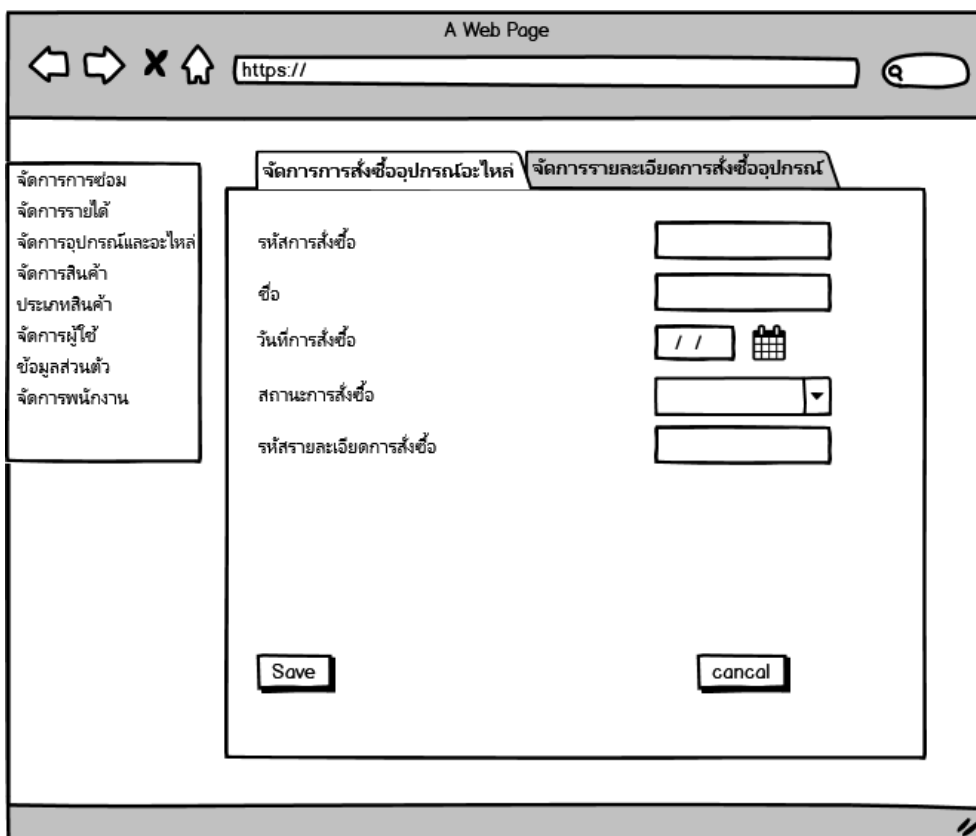 A Web Page
https://
จัดการการซ่อม
จัดการรายได้
จัดการอุปกรณ์และอะไหล่
จัดการสินค้า
ประเภทสินค้า
จัดการผู้ใช้
ข้อมูลส่วนตัว
จัดการพนักงาน
จัดการการสั่งซื้ออุปกรณ์อะไหล่
จัดการรายละเอียดการสั่งซื้ออุปกรณ์
รหัสการสั่งซื้อ
ชื่อ
วันที่การสั่งซื้อ
/ /
สถานะการสั่งซื้อ
รหัสรายละเอียดการสั่งซื้อ
Save
cancal